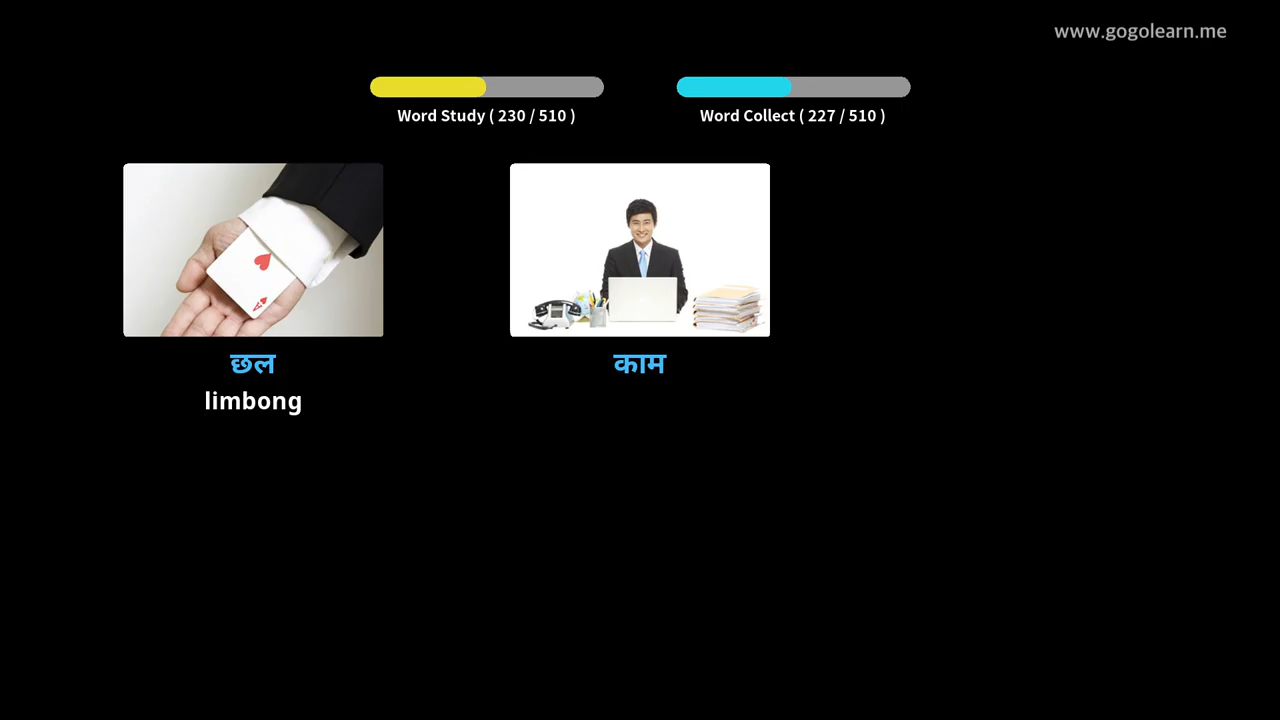 www.gogolearn.me
Word Study ( 230 / 510 )
Word Collect ( 227 / 510 )
A
छल
काम
limbong